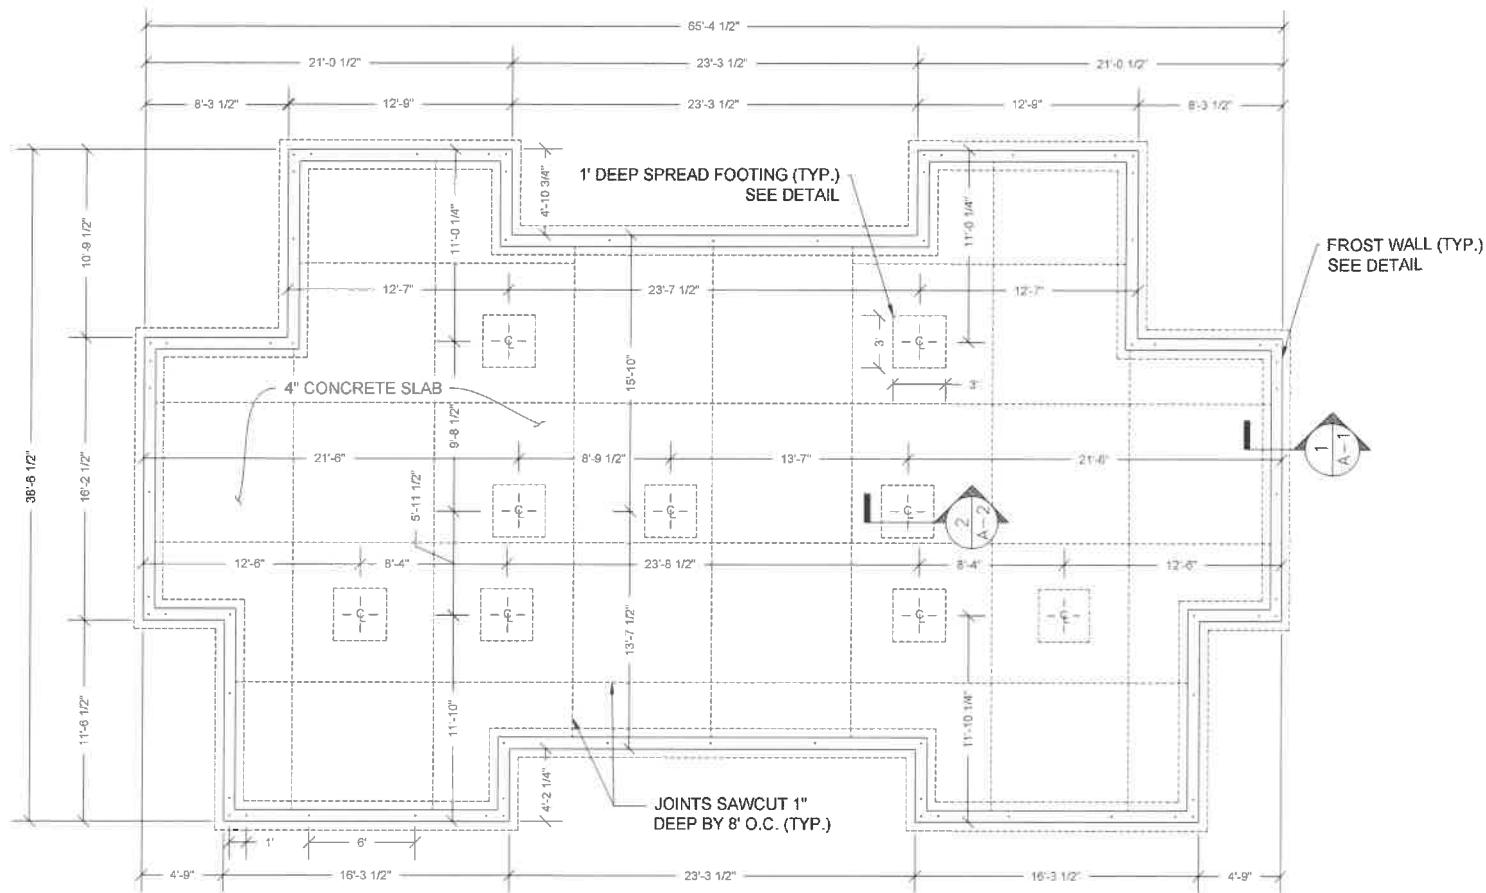 65'-4 1/2"
21'-0 1/2" 23'-3 1/2" 21'-0 1/2"
8'-3 1/2" 12'-9" 23'-3 1/2" 12'-9" 8'-3 1/2"
1' DEEP SPREAD FOOTING (TYP.)
SEE DETAIL
4'-10 3/4"
11'-0 1/4"
11'-0 1/4"
10'-9 1/2"
FROST WALL (TYP.)
SEE DETAIL
12'-7" 23'-7 1/2" 12'-7"
3'
3'
15'-10"
4" CONCRETE SLAB
9'-8 1/2"
38'-6 1/2"
16'-2 1/2"
21'-6" 8'-9 1/2" 13'-7" 21'-6"
1
A-1
5'-11 1/2"
2
A-2
12'-6" 8'-4" 23'-8 1/2" 8'-4" 12'-6"
13'-7 1/2"
11'-6 1/2"
11'-10"
11'-10 1/4"
4'-2 1/4"
JOINTS SAWCUT 1"
DEEP BY 8' O.C. (TYP.)
1' 6'
4'-9" 16'-3 1/2" 23'-3 1/2" 16'-3 1/2" 4'-9"